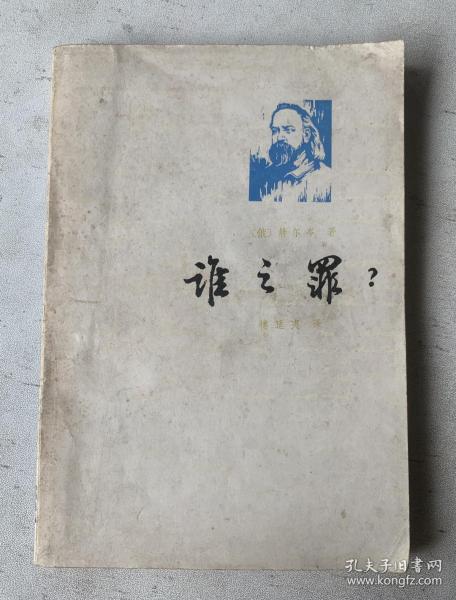 (俄)赫尔岑 著
谁之罪?
楼适夷 译
孔夫子旧书网
www.kongfz.com